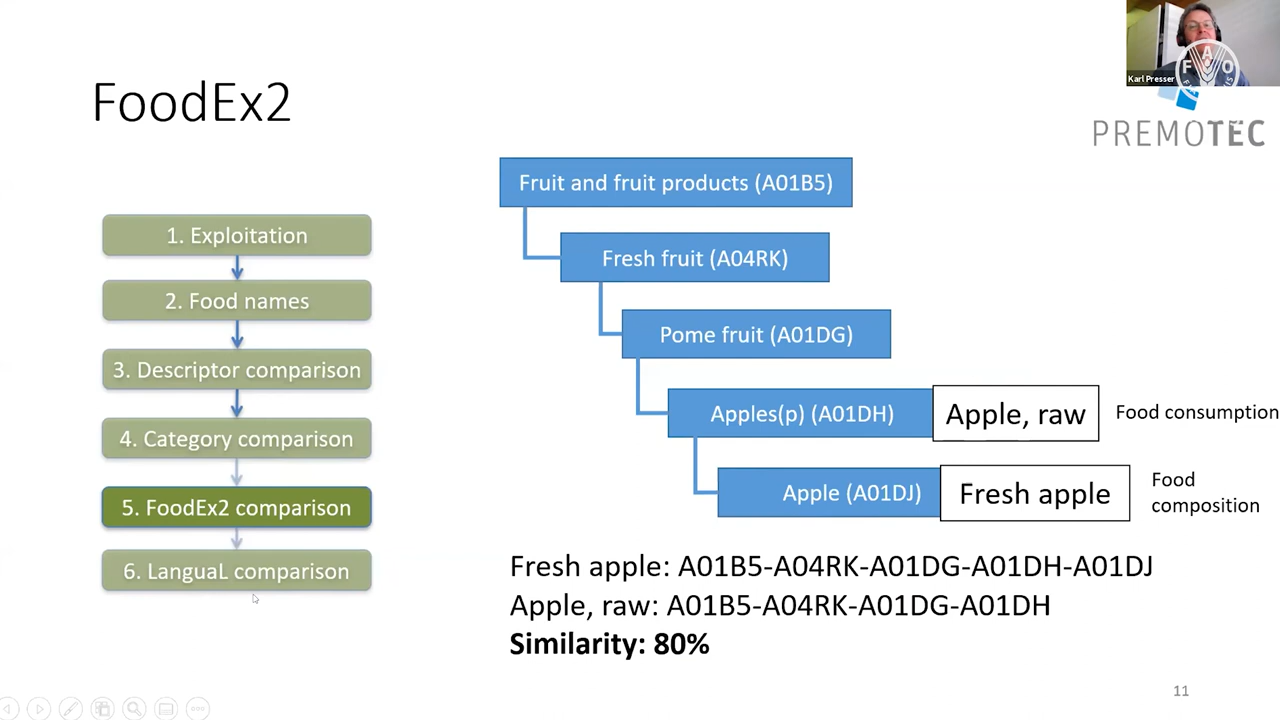 Karl Presser
FAO
FoodEx2
PREMOTEC
1. Exploitation
2. Food names
3. Descriptor comparison
4. Category comparison
5. FoodEx2 comparison
6. LanguaL comparison
Fruit and fruit products (A01B5)
Fresh fruit (A04RK)
Pome fruit (A01DG)
Apples(p) (A01DH)
Apple, raw
Food consumption
Apple (A01DJ)
Fresh apple
Food
composition
Fresh apple: A01B5-A04RK-A01DG-A01DH-A01DJ
Apple, raw: A01B5-A04RK-A01DG-A01DH
Similarity: 80%
11